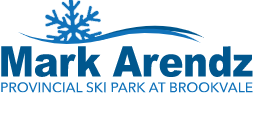 Mark Arendz
PROVINCIAL SKI PARK AT BROOKVALE